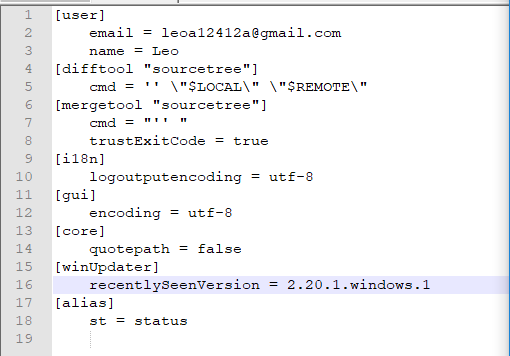 1 [user]
2 email = leoa12412a@gmail.com
3 name = Leo
4 [difftool "sourcetree"]
5 cmd = '' \"$LOCAL\" \"$REMOTE\"
6 [mergetool "sourcetree"]
7 cmd = "'' "
8 trustExitCode = true
9 [i18n]
10 logoutputencoding = utf-8
11 [gui]
12 encoding = utf-8
13 [core]
14 quotepath = false
15 [winUpdater]
16 recentlySeenVersion = 2.20.1.windows.1
17 [alias]
18 st = status
19